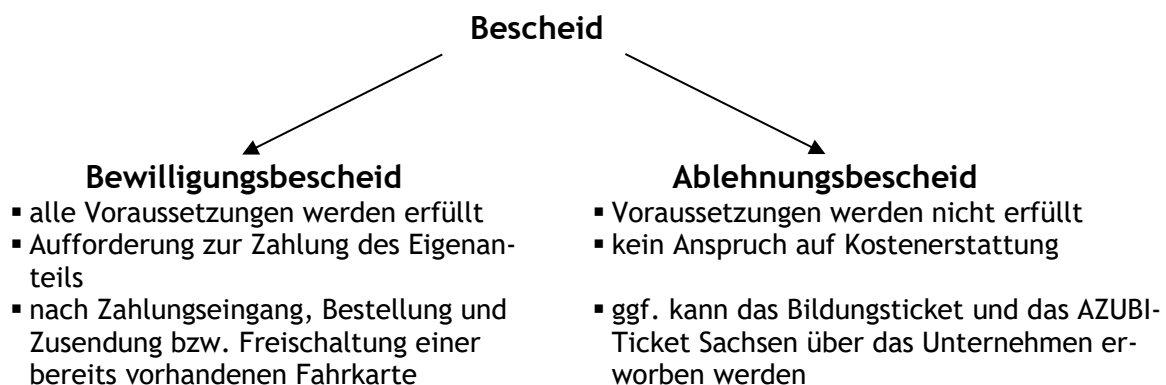 Bescheid
Bewilligungsbescheid
▪ alle Voraussetzungen werden erfüllt
▪ Aufforderung zur Zahlung des Eigenan-
teils
▪ nach Zahlungseingang, Bestellung und
Zusendung bzw. Freischaltung einer
bereits vorhandenen Fahrkarte
Ablehnungsbescheid
▪ Voraussetzungen werden nicht erfüllt
▪ kein Anspruch auf Kostenerstattung
▪ ggf. kann das Bildungsticket und das AZUBI-
Ticket Sachsen über das Unternehmen er-
worben werden